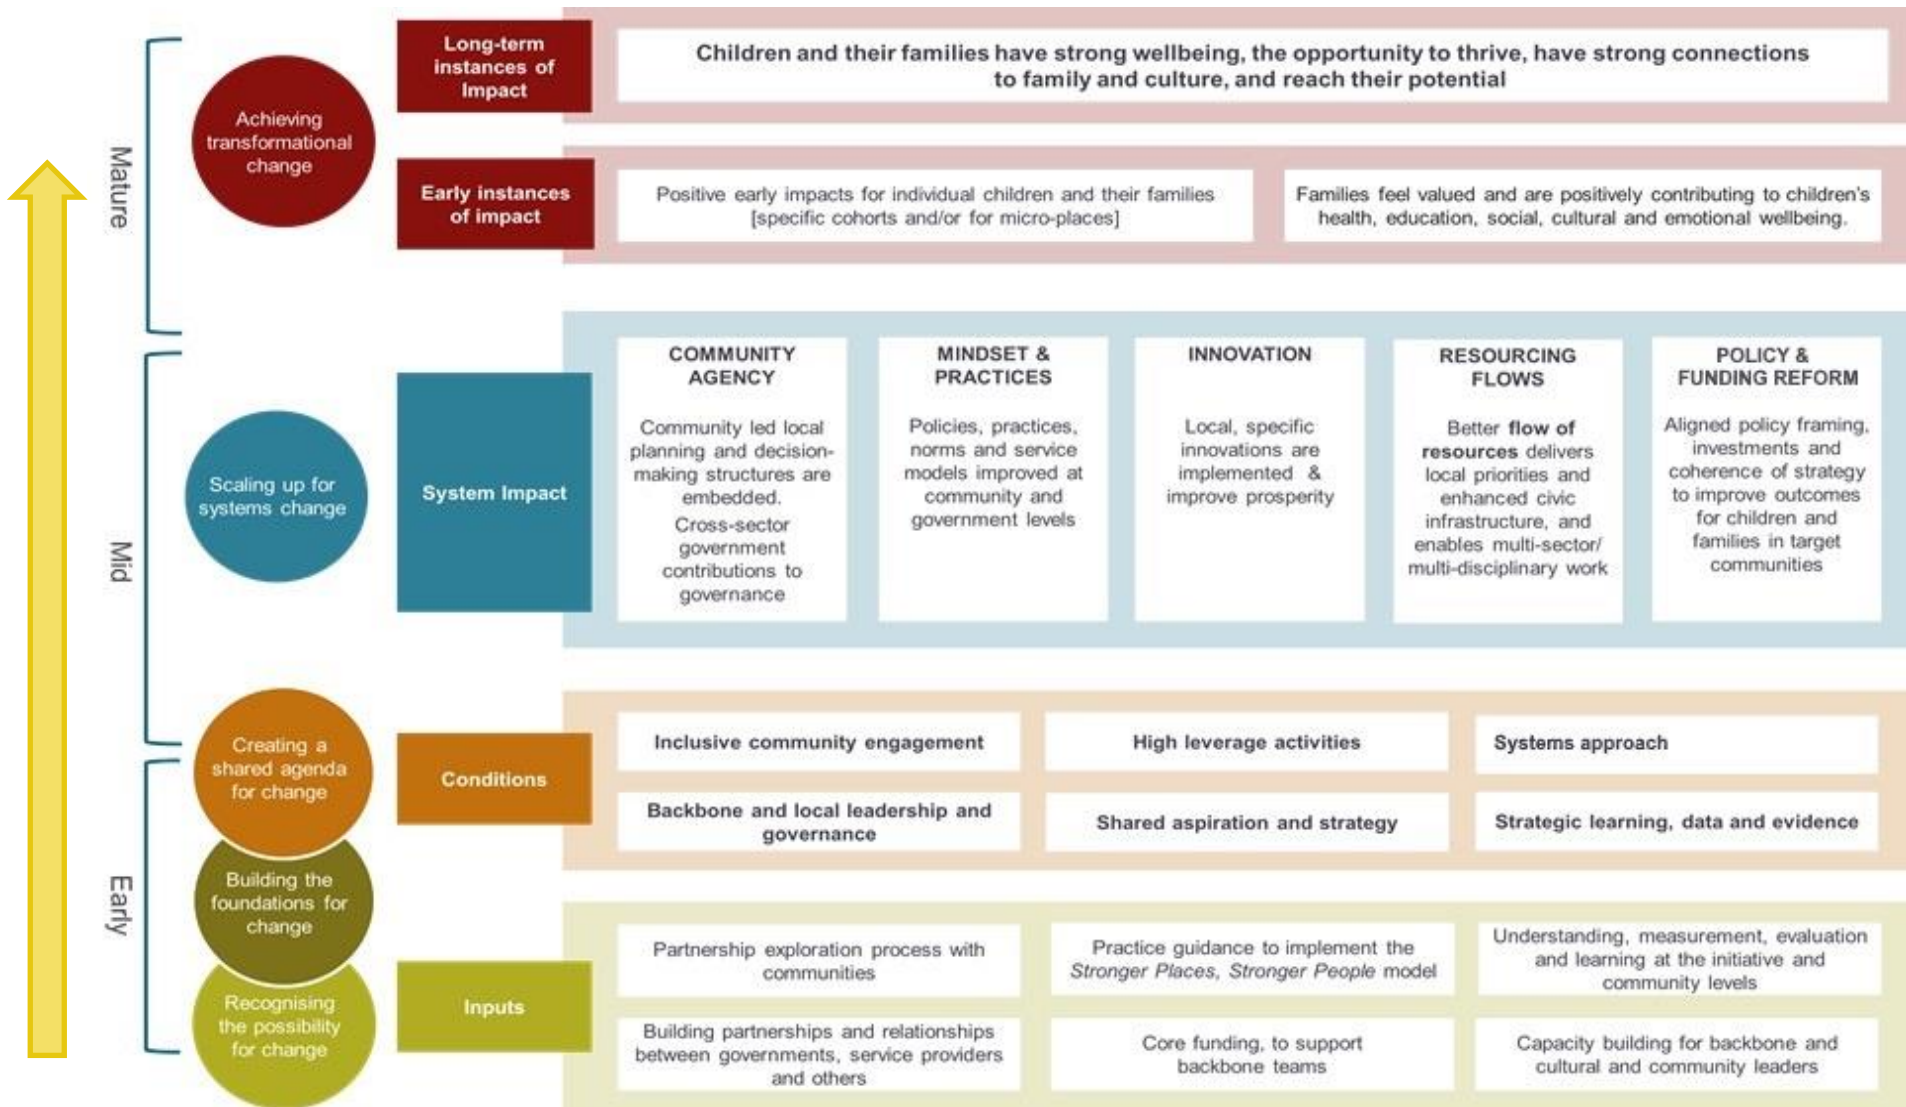 Mature
Achieving
transformational
change
Long-term
instances of
Impact
Children and their families have strong wellbeing, the opportunity to thrive, have strong connections
to family and culture, and reach their potential
Early instances
of impact
Positive early impacts for individual children and their families
[specific cohorts and/or for micro-places]
Families feel valued and are positively contributing to children's
health, education, social, cultural and emotional wellbeing.
Mid
Scaling up for
systems change
System Impact
COMMUNITY
AGENCY
Community led local
planning and decision-
making structures are
embedded.
Cross-sector
government
contributions to
governance
MINDSET &
PRACTICES
Policies, practices,
norms and service
models improved at
community and
government levels
INNOVATION
Local, specific
innovations are
implemented &
improve prosperity
RESOURCING
FLOWS
Better flow of
resources delivers
local priorities and
enhanced civic
infrastructure, and
enables multi-sector/
multi-disciplinary work
POLICY &
FUNDING REFORM
Aligned policy framing,
investments and
coherence of strategy
to improve outcomes
for children and
families in target
communities
Early
Creating a
shared agenda
for change
Conditions
Inclusive community engagement
High leverage activities
Systems approach
Backbone and local leadership and
governance
Shared aspiration and strategy
Strategic learning, data and evidence
Building the
foundations for
change
Recognising
the possibility
for change
Inputs
Partnership exploration process with
communities
Practice guidance to implement the
Stronger Places, Stronger People model
Understanding, measurement, evaluation
and learning at the initiative and
community levels
Building partnerships and relationships
between governments, service providers
and others
Core funding, to support
backbone teams
Capacity building for backbone and
cultural and community leaders